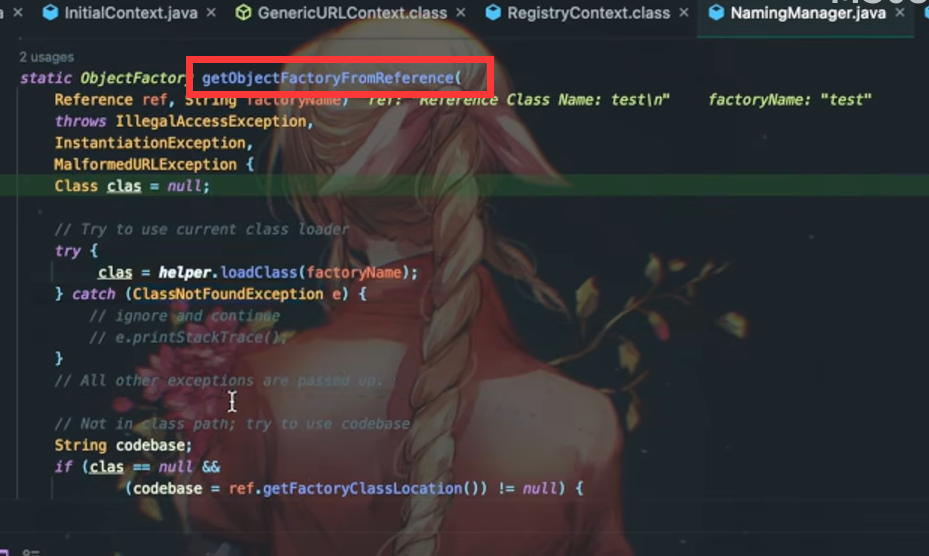 a × InitialContext.java × GenericURLContext.class × RegistryContext.class × NamingManager.java ×
2 usages
static ObjectFactory getObjectFactoryFromReference(
Reference ref, String factoryName) ref: "Reference Class Name: test\n" factoryName: "test"
throws IllegalAccessException,
InstantiationException,
MalformedURLException {
Class clas = null;
// Try to use current class loader
try {
clas = helper.loadClass(factoryName);
} catch (ClassNotFoundException e) {
// ignore and continue
// e.printStackTrace();
}
// All other exceptions are passed up.
// Not in class path; try to use codebase
String codebase;
if (clas == null &&
(codebase = ref.getFactoryClassLocation()) != null) {